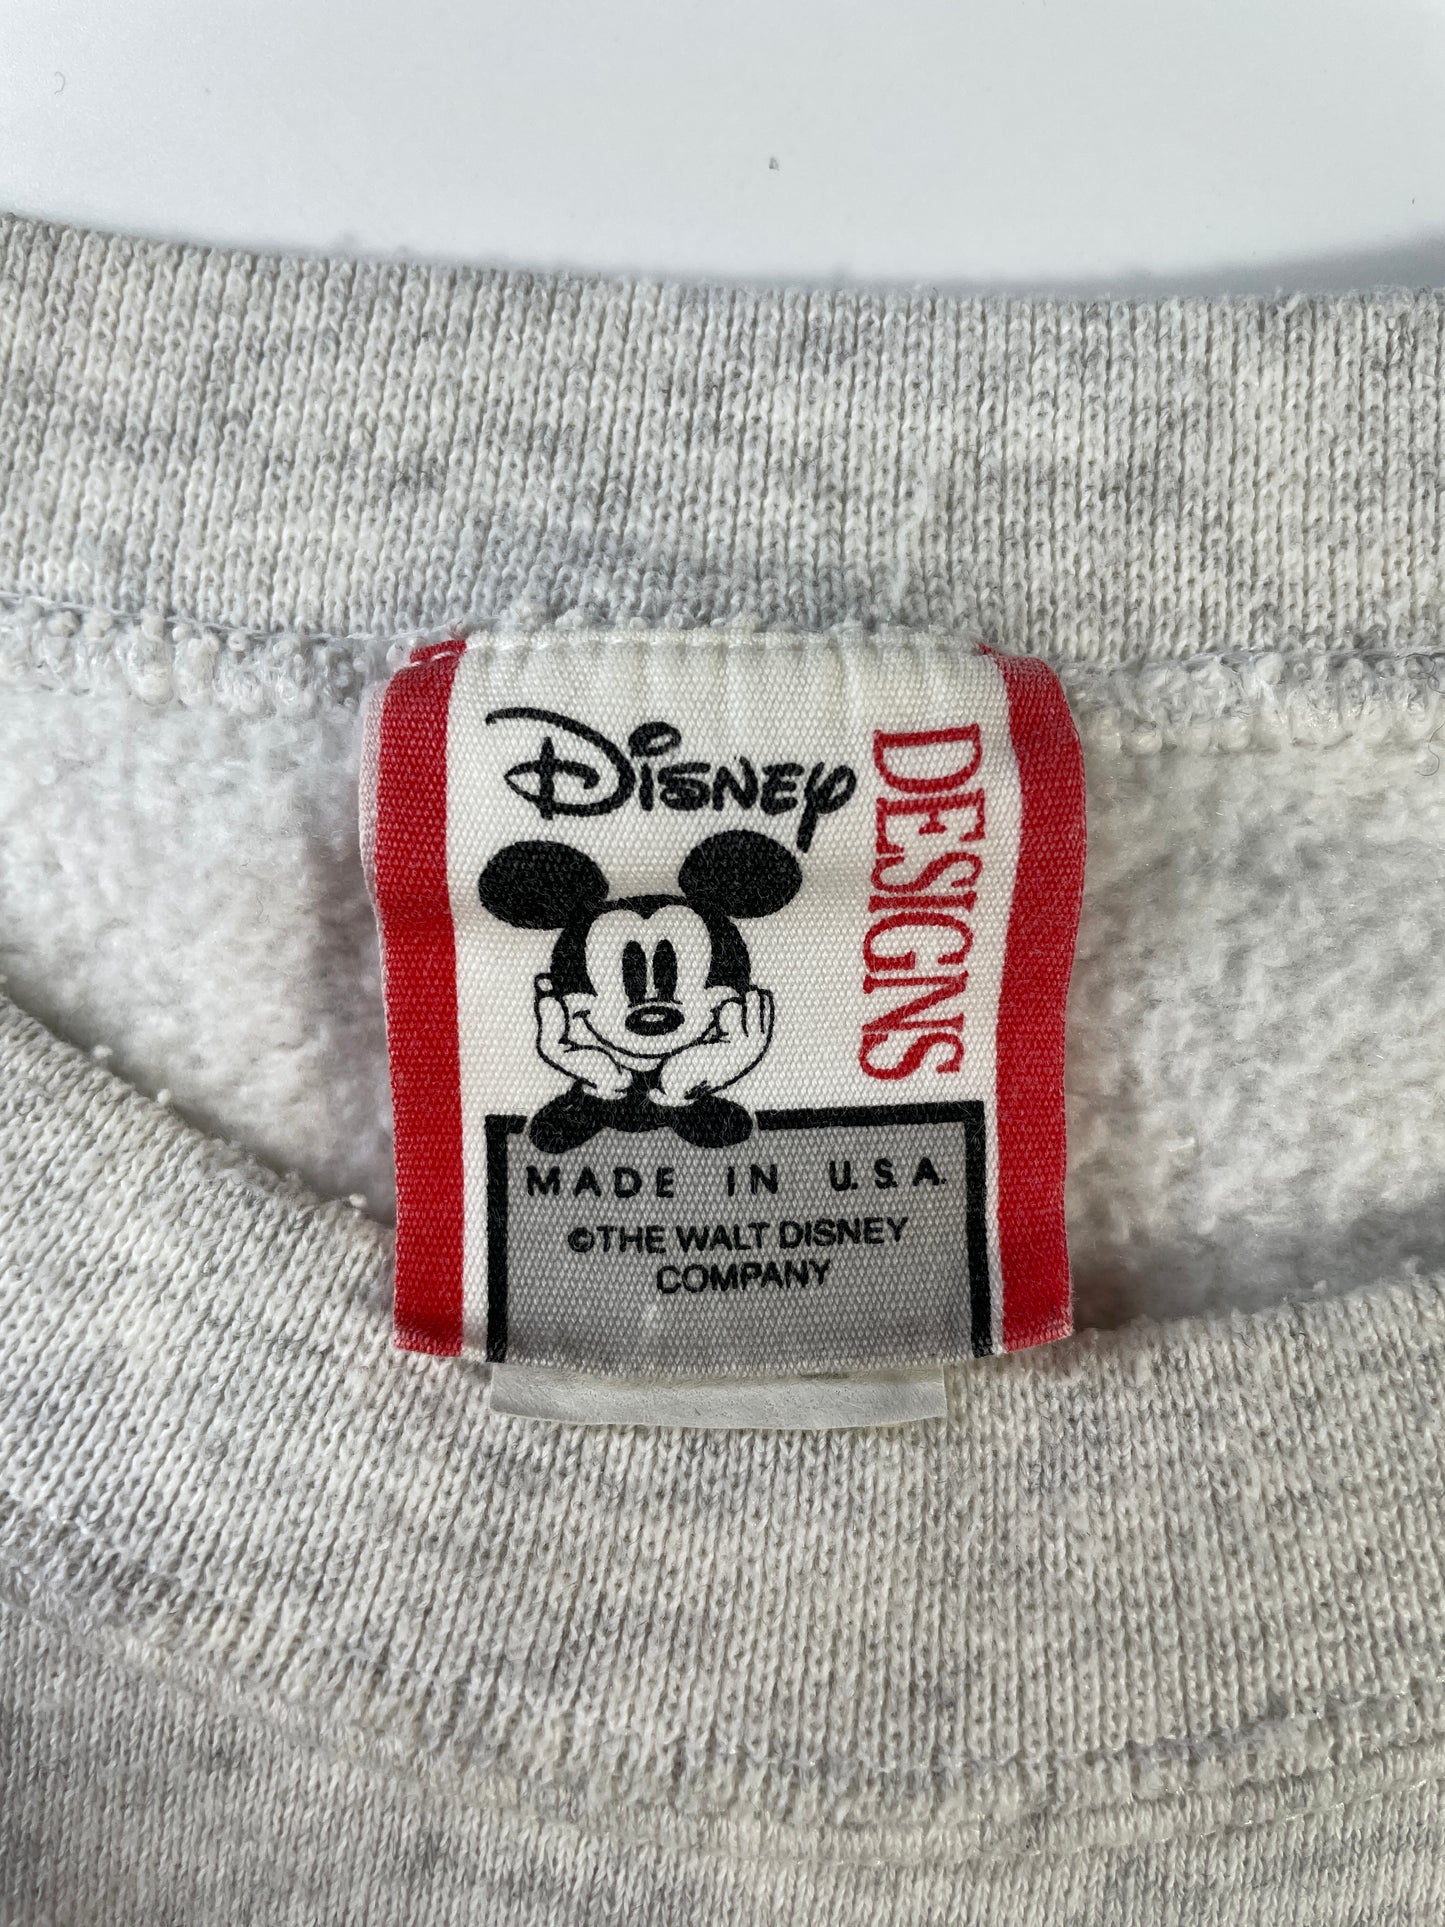 Disney
DESIGNS
MADE IN U.S.A.
©THE WALT DISNEY
COMPANY